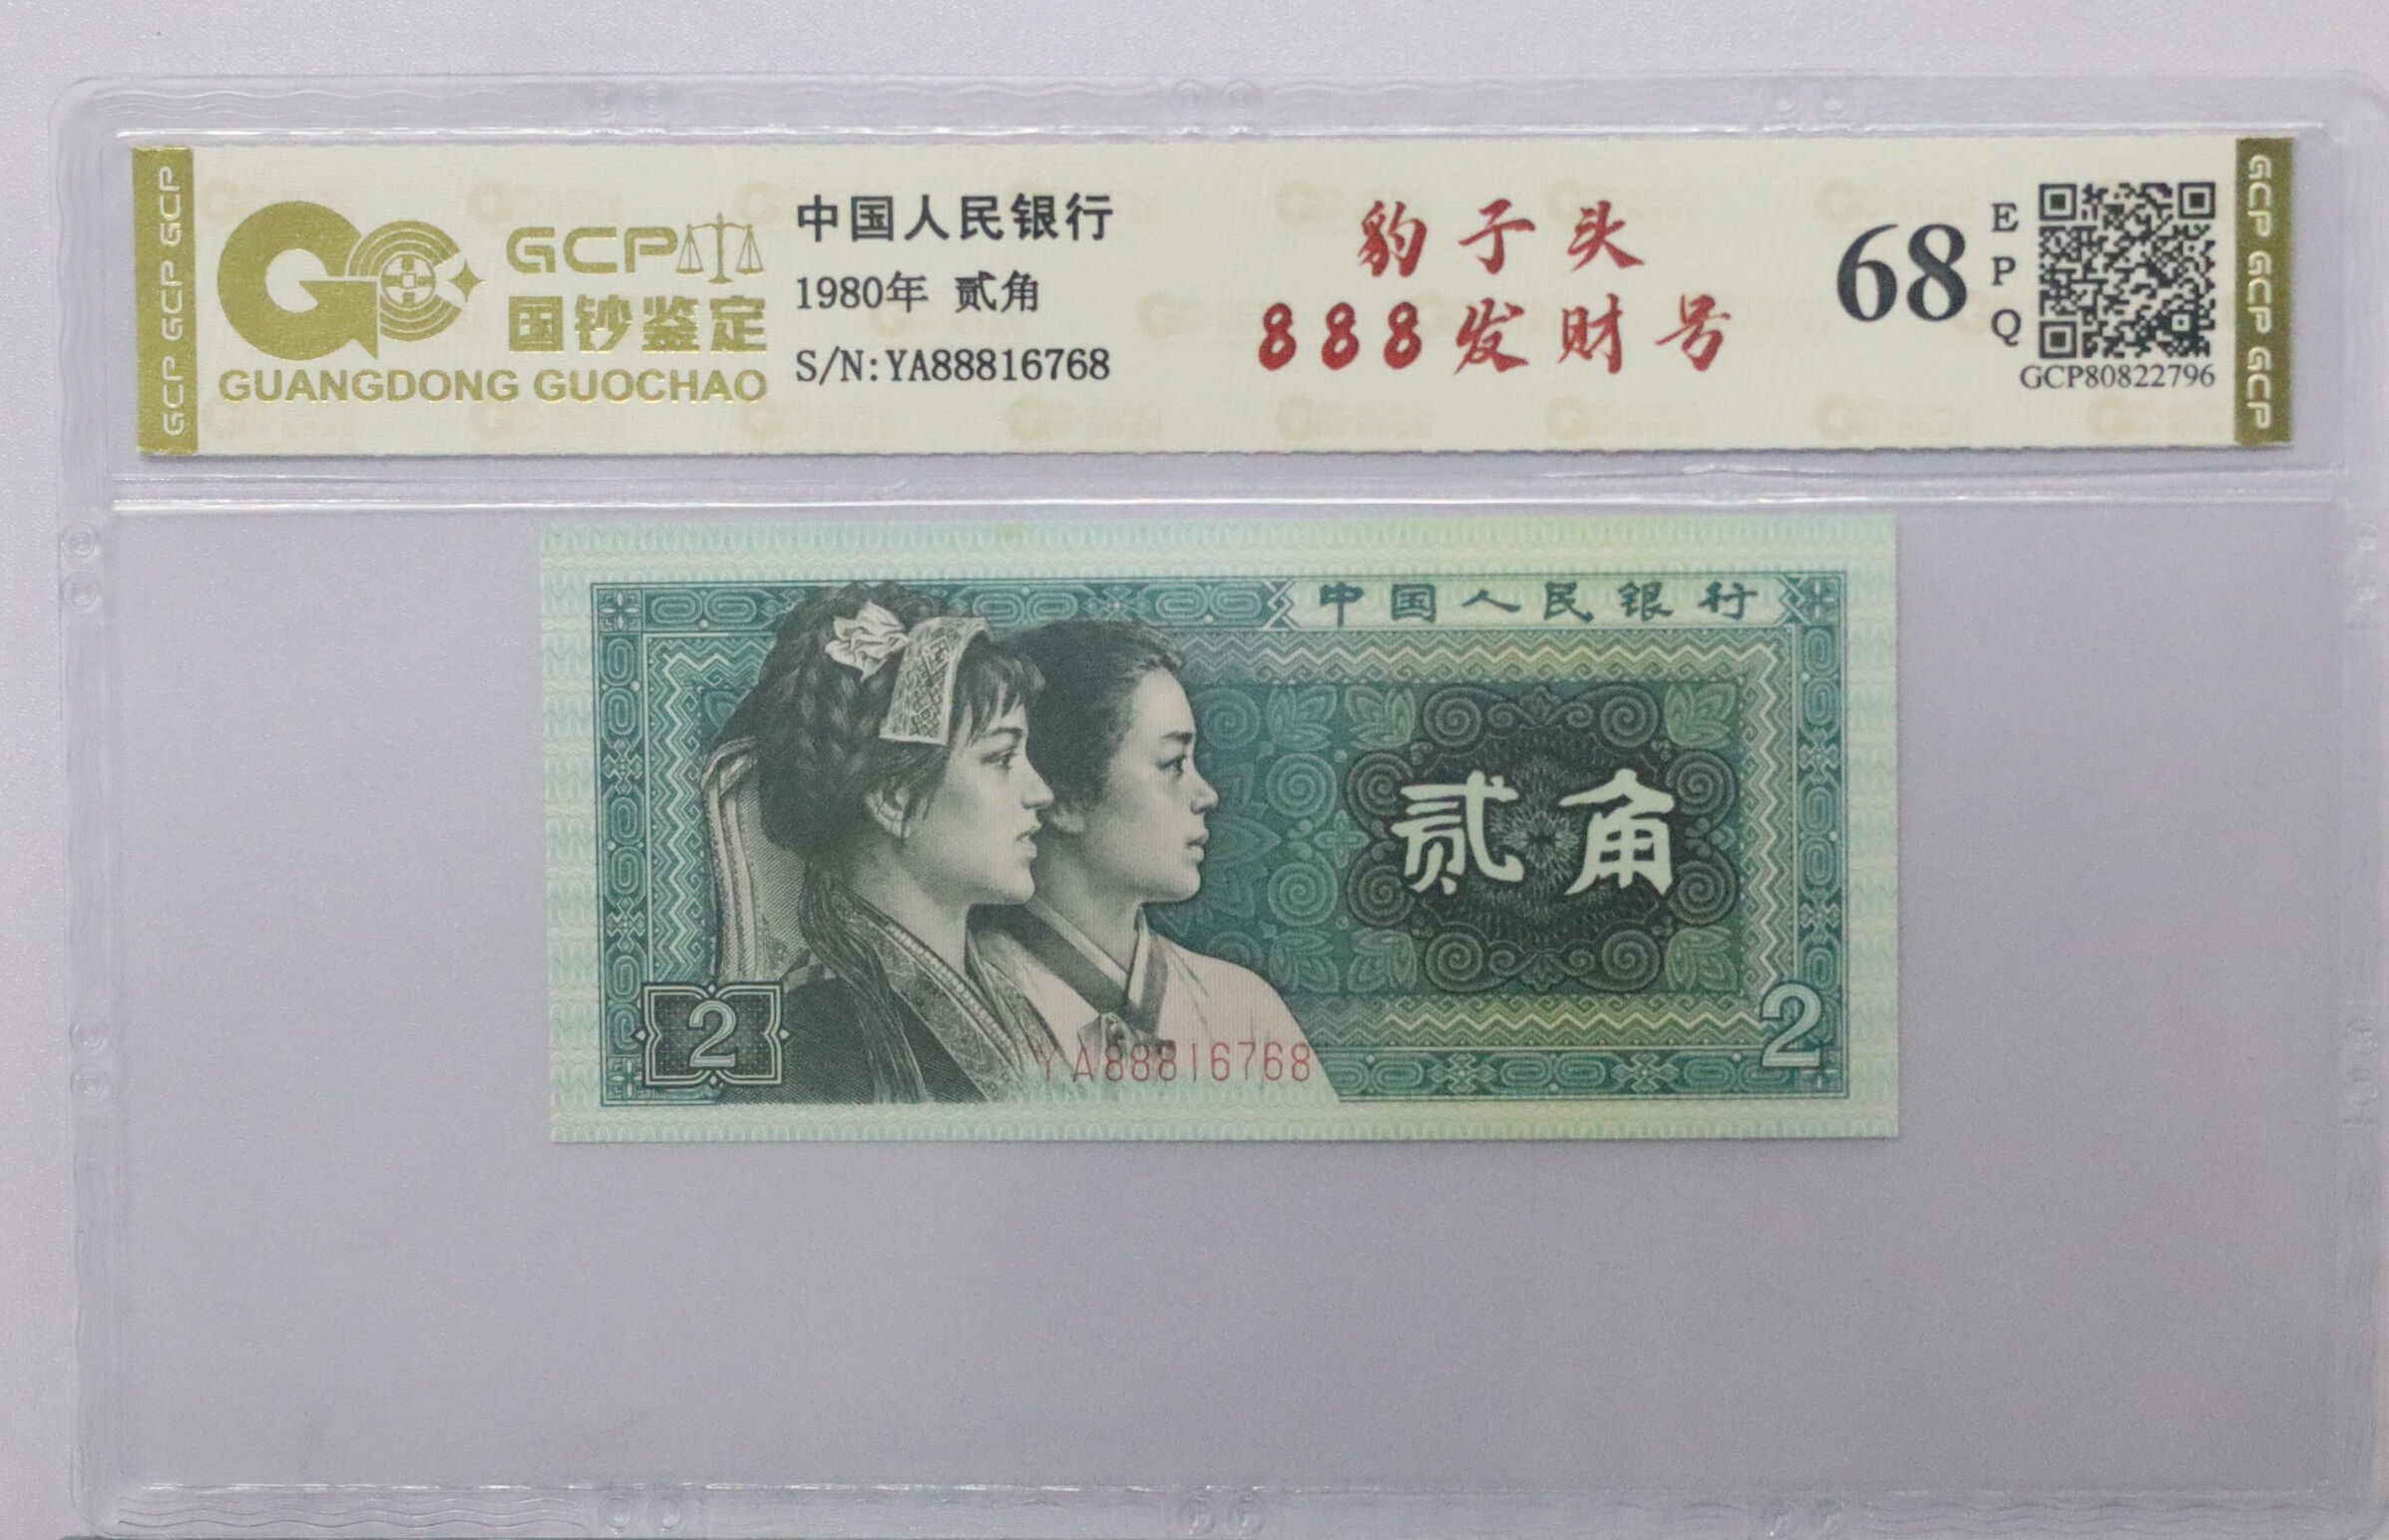 GCP GCP GCP
GCP
国钞鉴定
GUANGDONG GUOCHAO
中国人民银行
1980年 贰角
S/N:YA88816768
豹子头
888发财号
68
EPQ
GCP80822796
GCP GCP GCP
中国人民银行
贰角
2
YA88816768
2